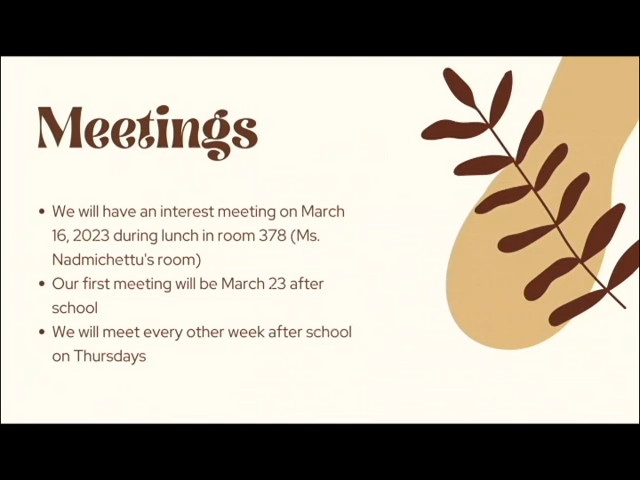 Meetings
• We will have an interest meeting on March
16, 2023 during lunch in room 378 (Ms.
Nadmichettu's room)
• Our first meeting will be March 23 after
school
• We will meet every other week after school
on Thursdays